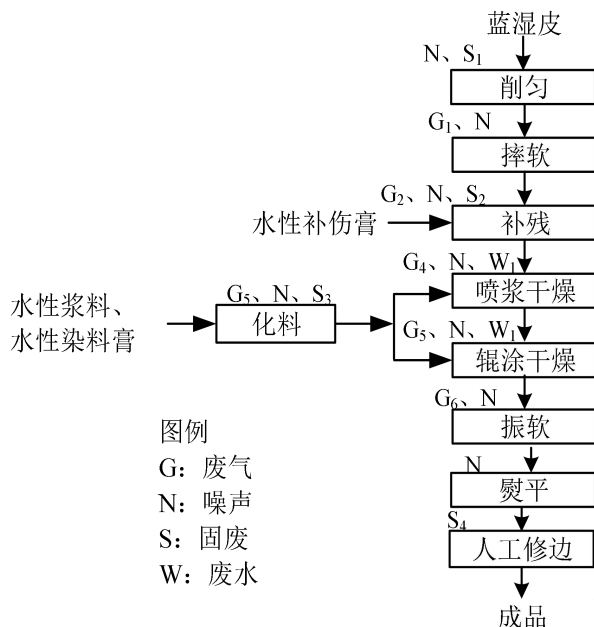 蓝湿皮
N、S₁
削匀
G₁、N
摔软
G₂、N、S₂
水性补伤膏
补残
G₄、N、W₁
喷浆干燥
G₅、N、S₃
水性浆料、
水性染料膏
化料
G₅、N、W₁
辊涂干燥
G₆、N
振软
N
熨平
S₄
人工修边
成品
图例
G：废气
N：噪声
S：固废
W：废水